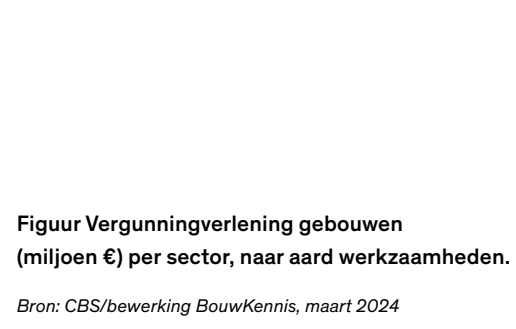 Figuur Vergunningverlening gebouwen
(miljoen €) per sector, naar aard werkzaamheden.
Bron: CBS/bewerking BouwKennis, maart 2024